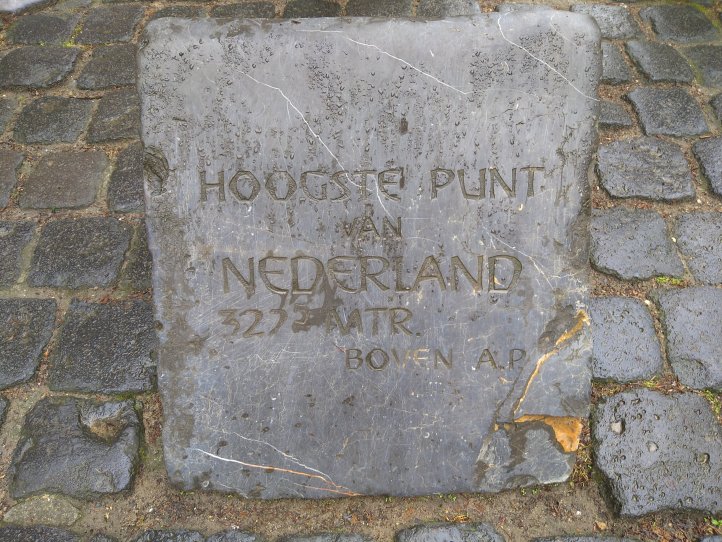 HOOGSTE PUNT
VAN
NEDERLAND
MTR.
BOVEN A.P.